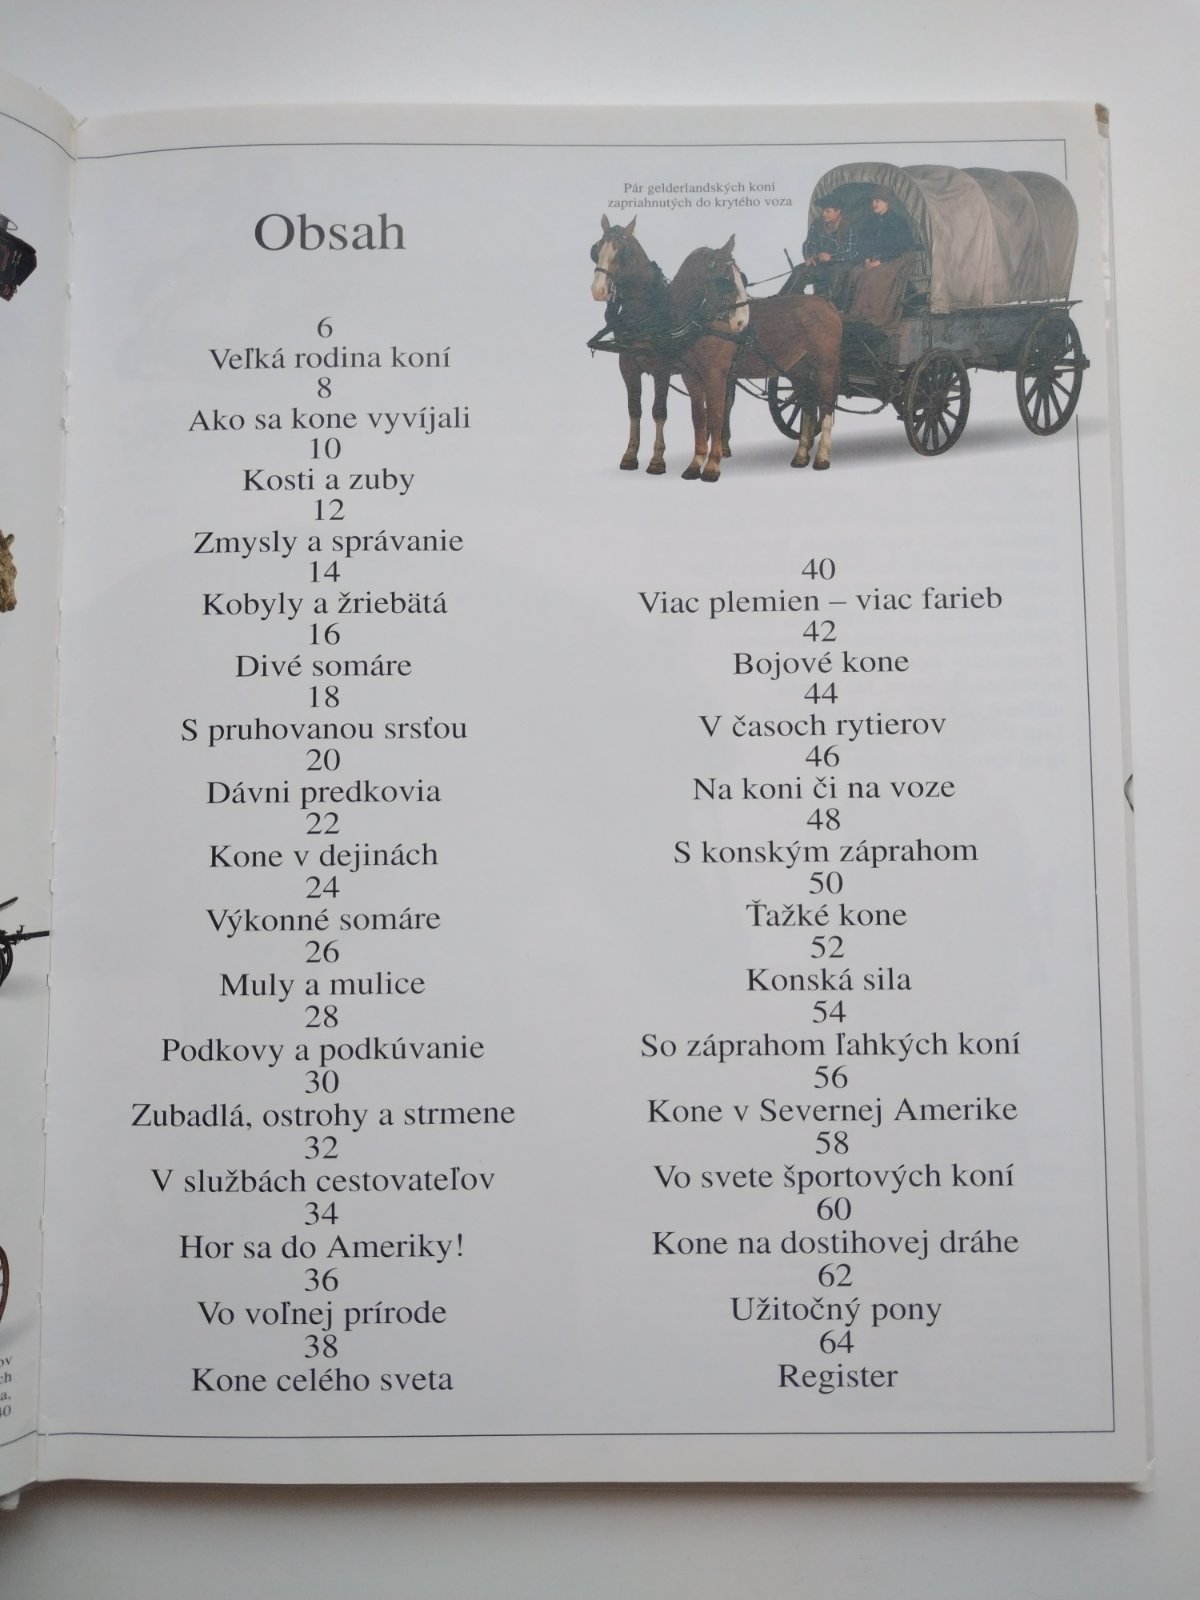 Obsah
6
Veľká rodina koní
8
Ako sa kone vyvíjali
10
Kosti a zuby
12
Zmysly a správanie
14
Kobyly a žriebätá
16
Divé somáre
18
S pruhovanou srsťou
20
Dávni predkovia
22
Kone v dejinách
24
Výkonné somáre
26
Muly a mulice
28
Podkovy a podkúvanie
30
Zubadlá, ostrohy a strmene
32
V službách cestovateľov
34
Hor sa do Ameriky!
36
Vo voľnej prírode
38
Kone celého sveta
Pár gelderlandských koní
zapriahnutých do krytého voza
40
Viac plemien – viac farieb
42
Bojové kone
44
V časoch rytierov
46
Na koni či na voze
48
S konským záprahom
50
Ťažké kone
52
Konská sila
54
So záprahom ľahkých koní
56
Kone v Severnej Amerike
58
Vo svete športových koní
60
Kone na dostihovej dráhe
62
Užitočný pony
64
Register